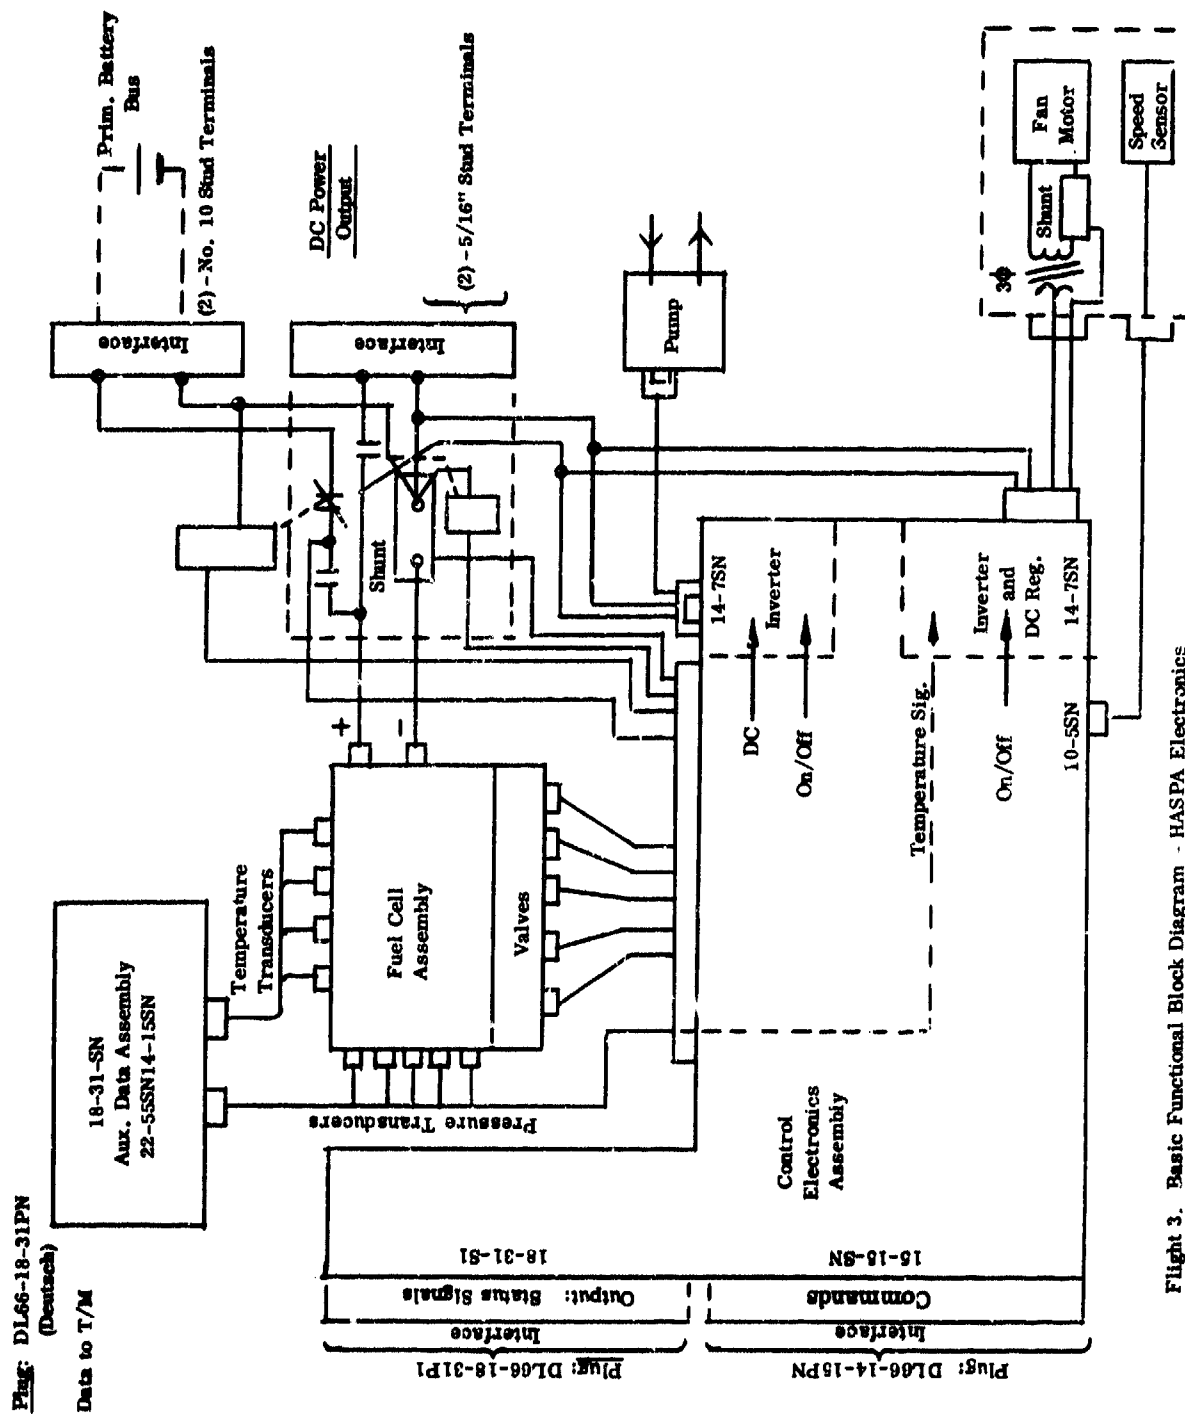 Plug: DL66-18-31PN
(Deutsch)
Data to T/M
18-31-SN
Aux. Data Assembly
22-55SN14-15SN
Temperature
Transducers
Pressure Transducers
Fuel Cell
Assembly
Valves
+
-
Shunt
Interface
Prim. Battery
Bus
(2) - No. 10 Stud Terminals
Interface
DC Power
Output
(2) - 5/16" Stud Terminals
Pump
3Φ
Shunt
Fan
Motor
Speed
Sensor
14-7SN
Inverter
DC
On/Off
Temperature Sig.
Inverter
and
DC Reg.
On/Off
14-7SN
10-5SN
Control
Electronics
Assembly
18-31-S1
Output: Status Signals
Interface
Plug: DL66-18-31P1
15-15-SN
Commands
Interface
Plug: DL66-14-15PN
Flight 3. Basic Functional Block Diagram - HASPA Electronics